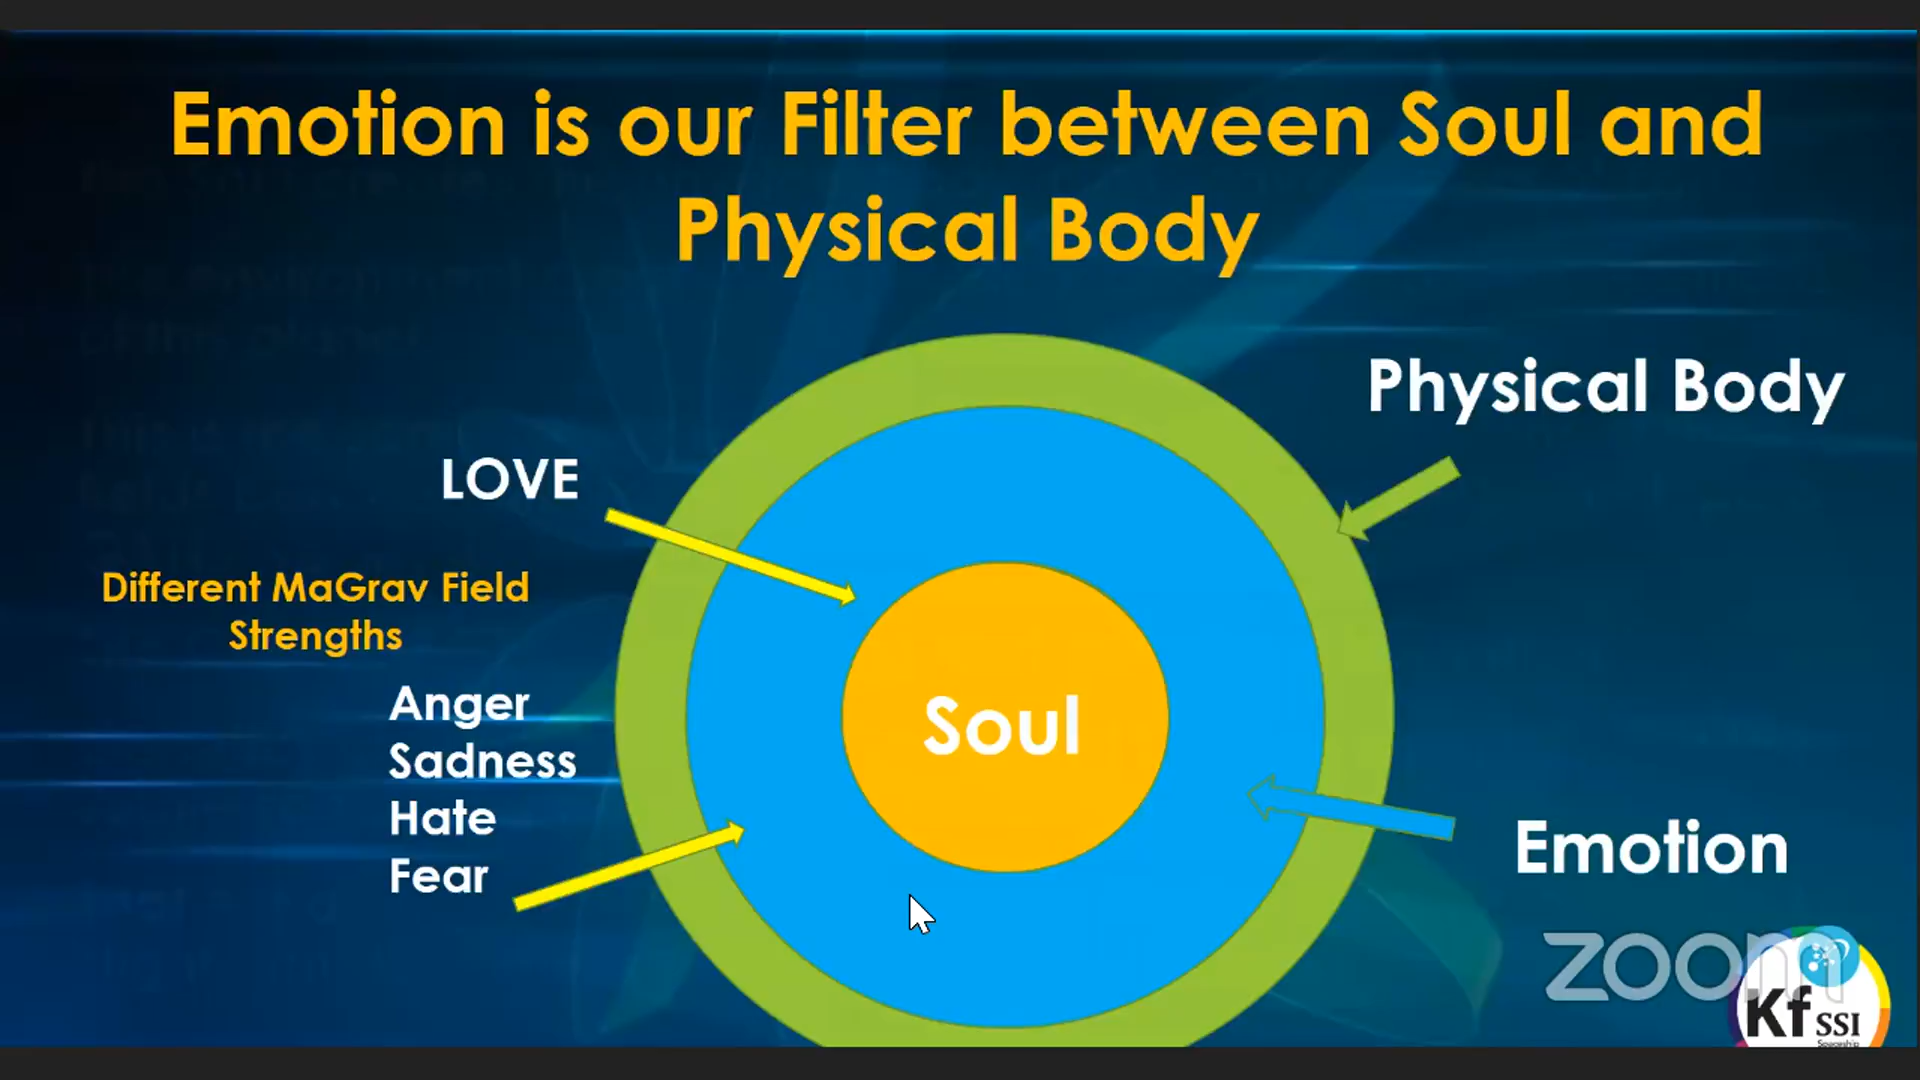 Emotion is our Filter between Soul and
Physical Body
Physical Body
LOVE
Different MaGrav Field
Strengths
Anger
Sadness
Hate
Fear
Soul
Emotion
zoom
Kf SSI
Spaceship